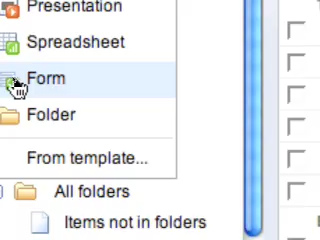 Presentation
Spreadsheet
Form
Folder
From template...
All folders
Items not in folders